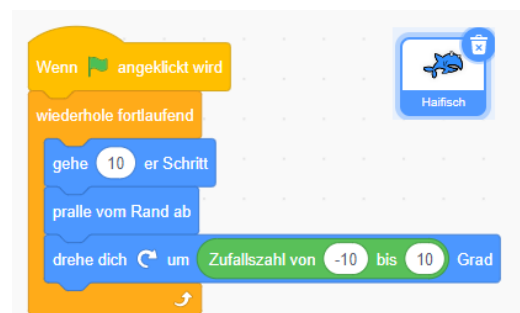 Wenn angeklickt wird
Haifisch
wiederhole fortlaufend
gehe 10 er Schritt
pralle vom Rand ab
drehe dich um Zufallszahl von -10 bis 10 Grad